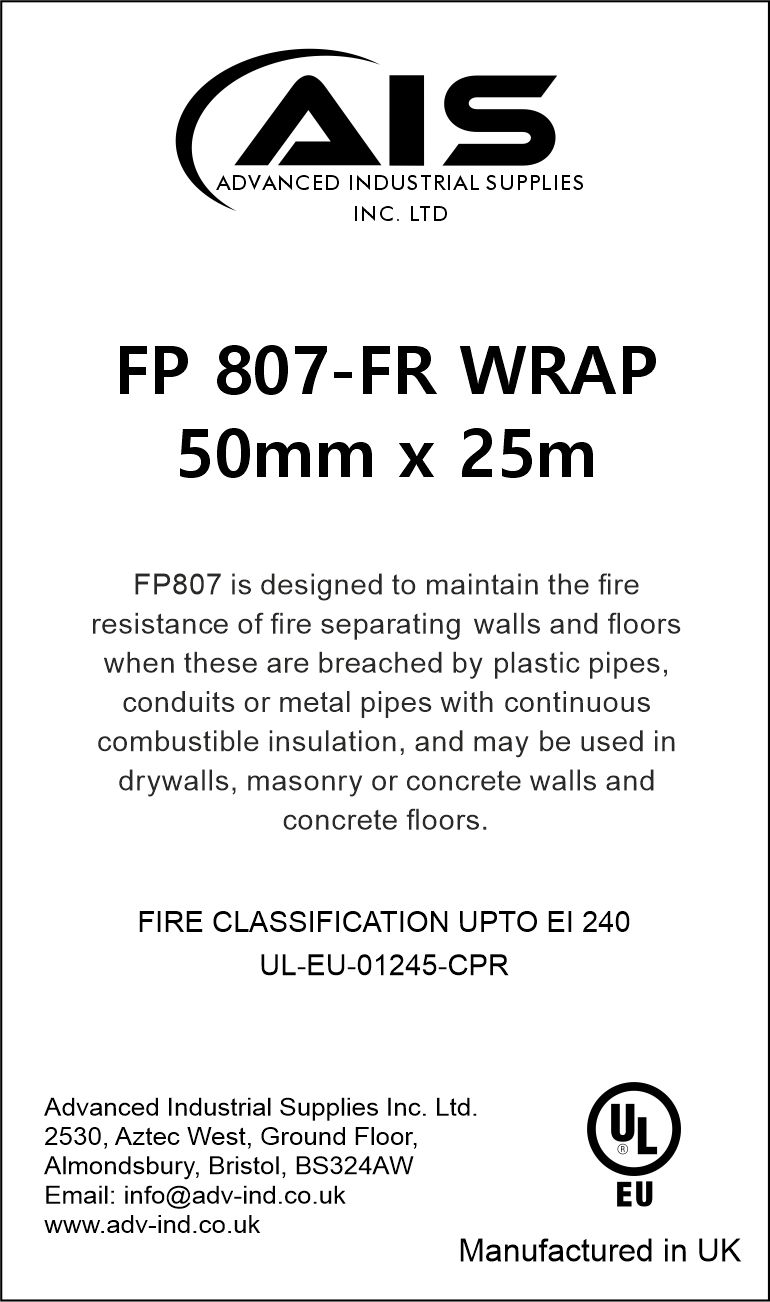 AIS
ADVANCED INDUSTRIAL SUPPLIES
INC. LTD
FP 807-FR WRAP
50mm x 25m
FP807 is designed to maintain the fire
resistance of fire separating walls and floors
when these are breached by plastic pipes,
conduits or metal pipes with continuous
combustible insulation, and may be used in
drywalls, masonry or concrete walls and
concrete floors.
FIRE CLASSIFICATION UPTO EI 240
UL-EU-01245-CPR
Advanced Industrial Supplies Inc. Ltd.
2530, Aztec West, Ground Floor,
Almondsbury, Bristol, BS324AW
Email: info@adv-ind.co.uk
www.adv-ind.co.uk
UL
®
EU
Manufactured in UK